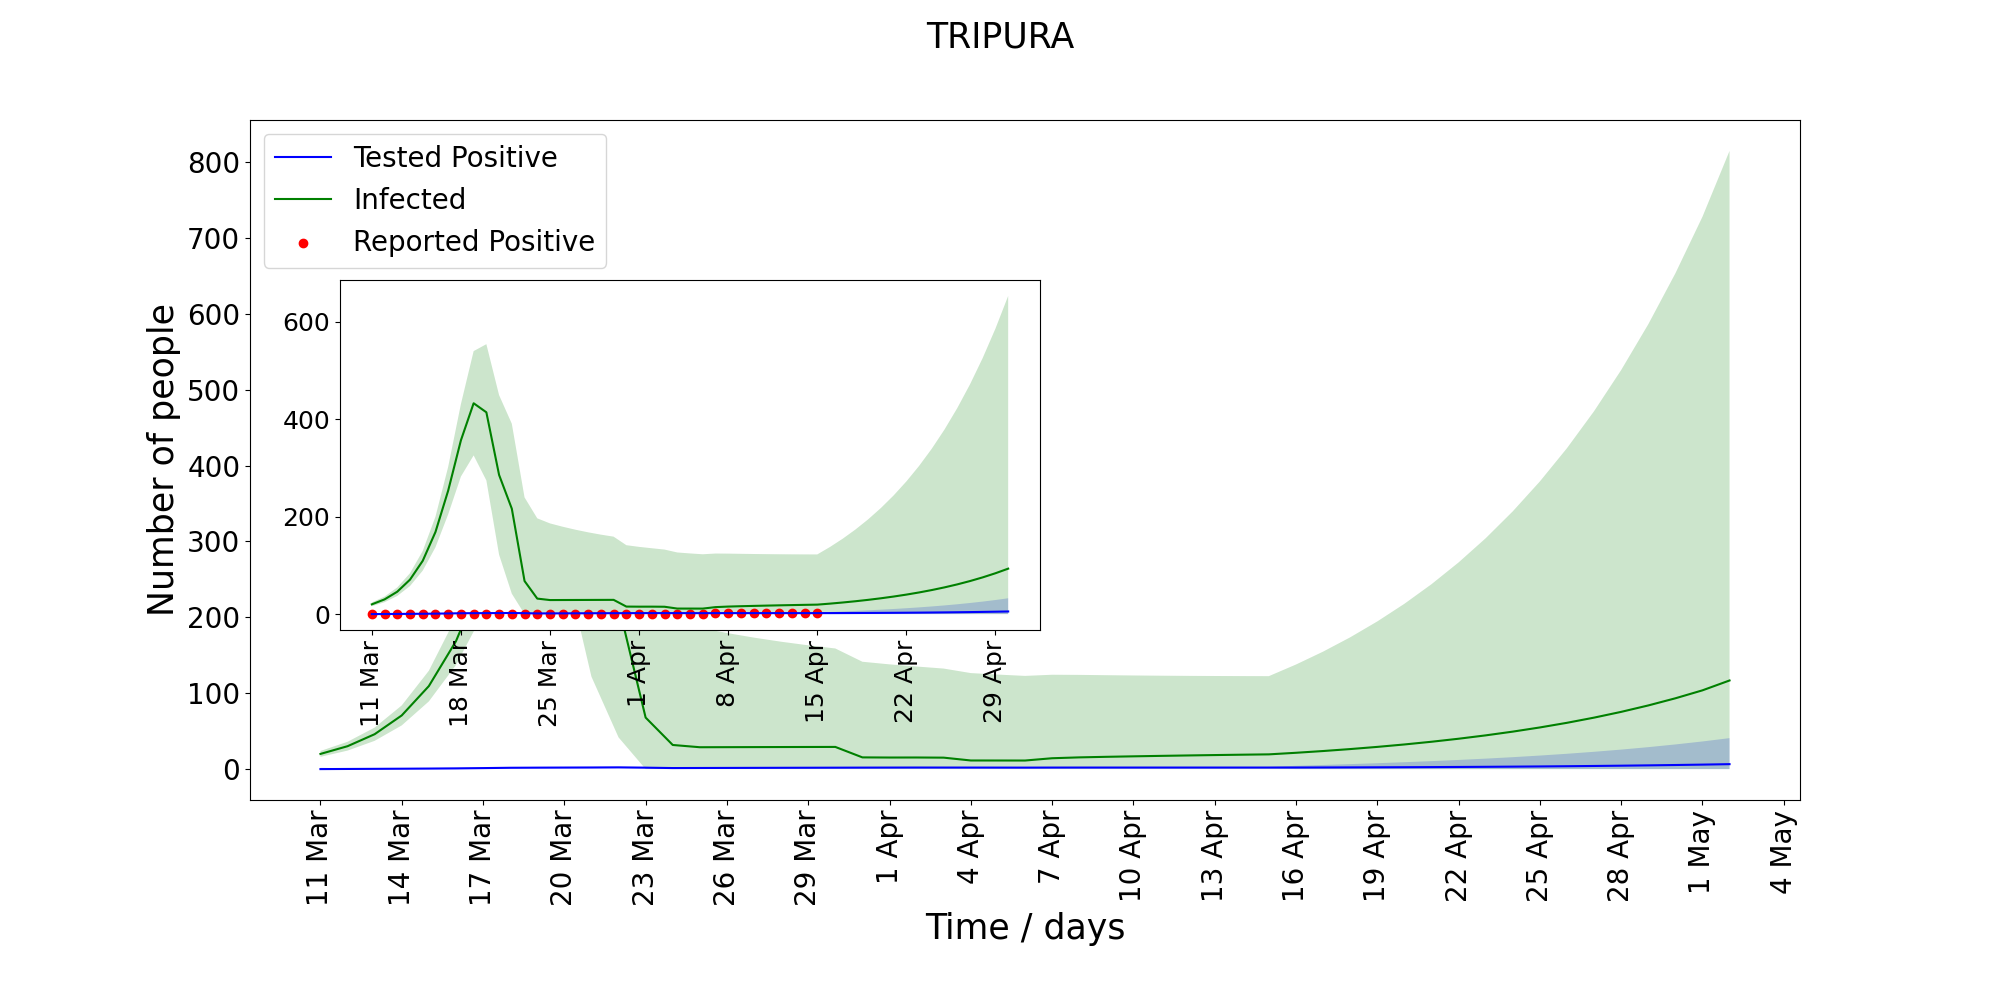 TRIPURA
Tested Positive
Infected
Reported Positive
Number of people
800
700
600
500
400
300
200
100
0
600
400
200
0
11 Mar
18 Mar
25 Mar
1 Apr
8 Apr
15 Apr
22 Apr
29 Apr
11 Mar
14 Mar
17 Mar
20 Mar
23 Mar
26 Mar
29 Mar
1 Apr
4 Apr
7 Apr
10 Apr
13 Apr
16 Apr
19 Apr
22 Apr
25 Apr
28 Apr
1 May
4 May
Time / days